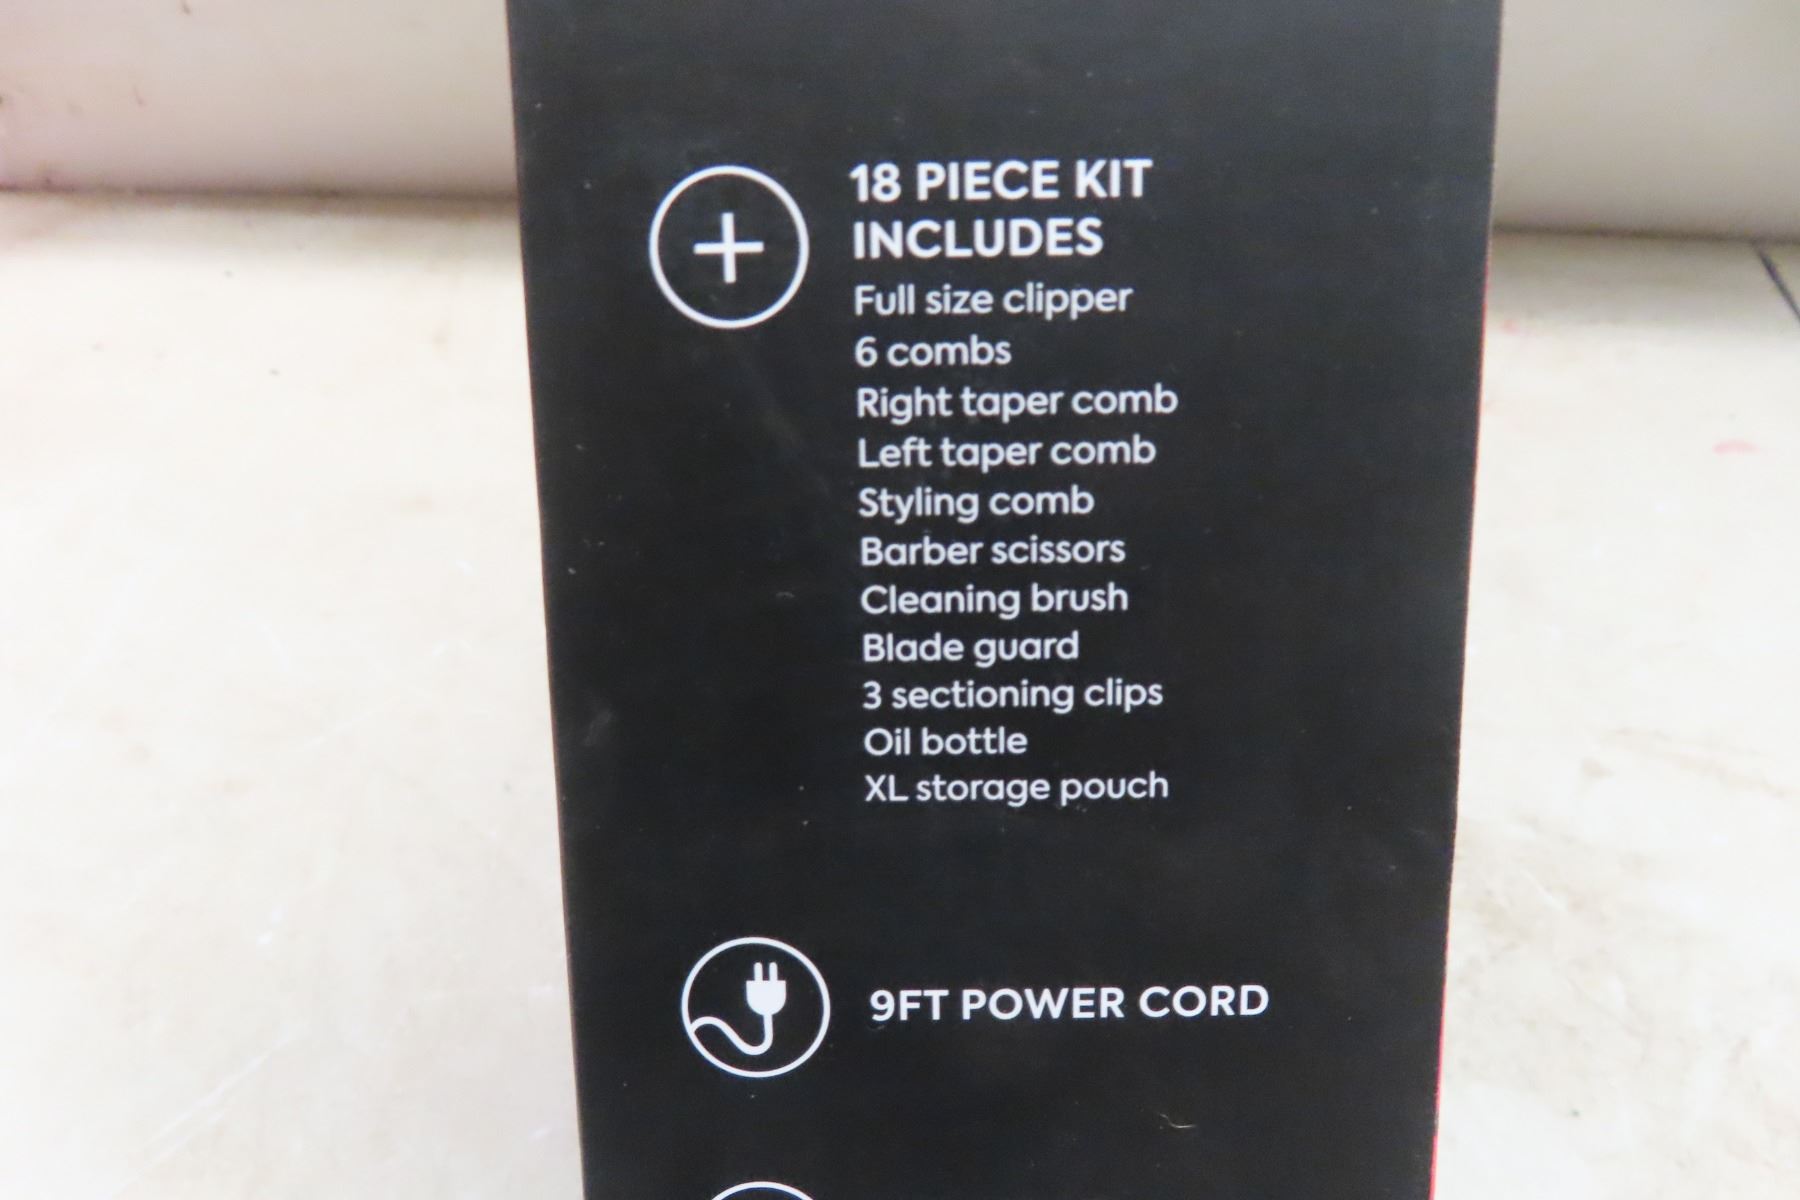 18 PIECE KIT
INCLUDES
Full size clipper
6 combs
Right taper comb
Left taper comb
Styling comb
Barber scissors
Cleaning brush
Blade guard
3 sectioning clips
Oil bottle
XL storage pouch
9FT POWER CORD